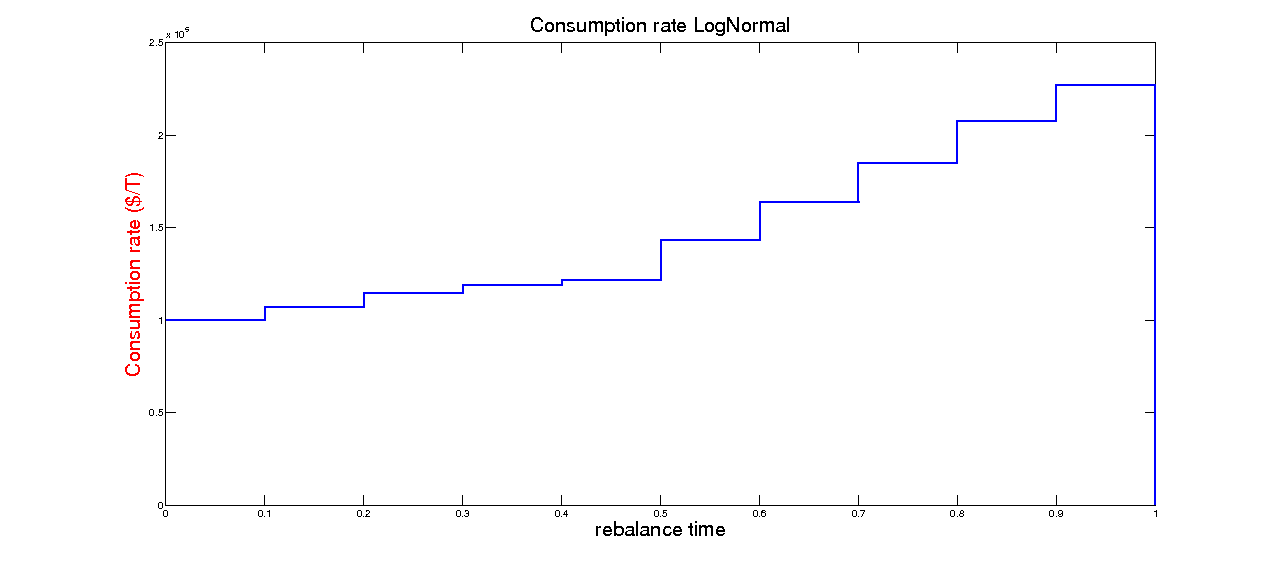 Consumption rate LogNormal
x 10^5
2.5
2
1.5
1
0.5
0
Consumption rate ($/T)
0 0.1 0.2 0.3 0.4 0.5 0.6 0.7 0.8 0.9 1
rebalance time